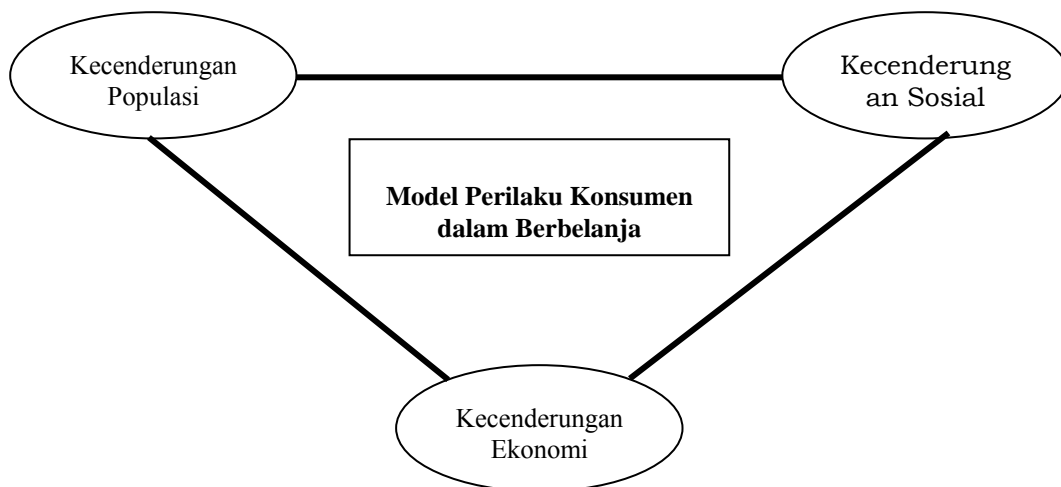 Kecenderungan
Populasi
Kecenderung
an Sosial
Model Perilaku Konsumen
dalam Berbelanja
Kecenderungan
Ekonomi